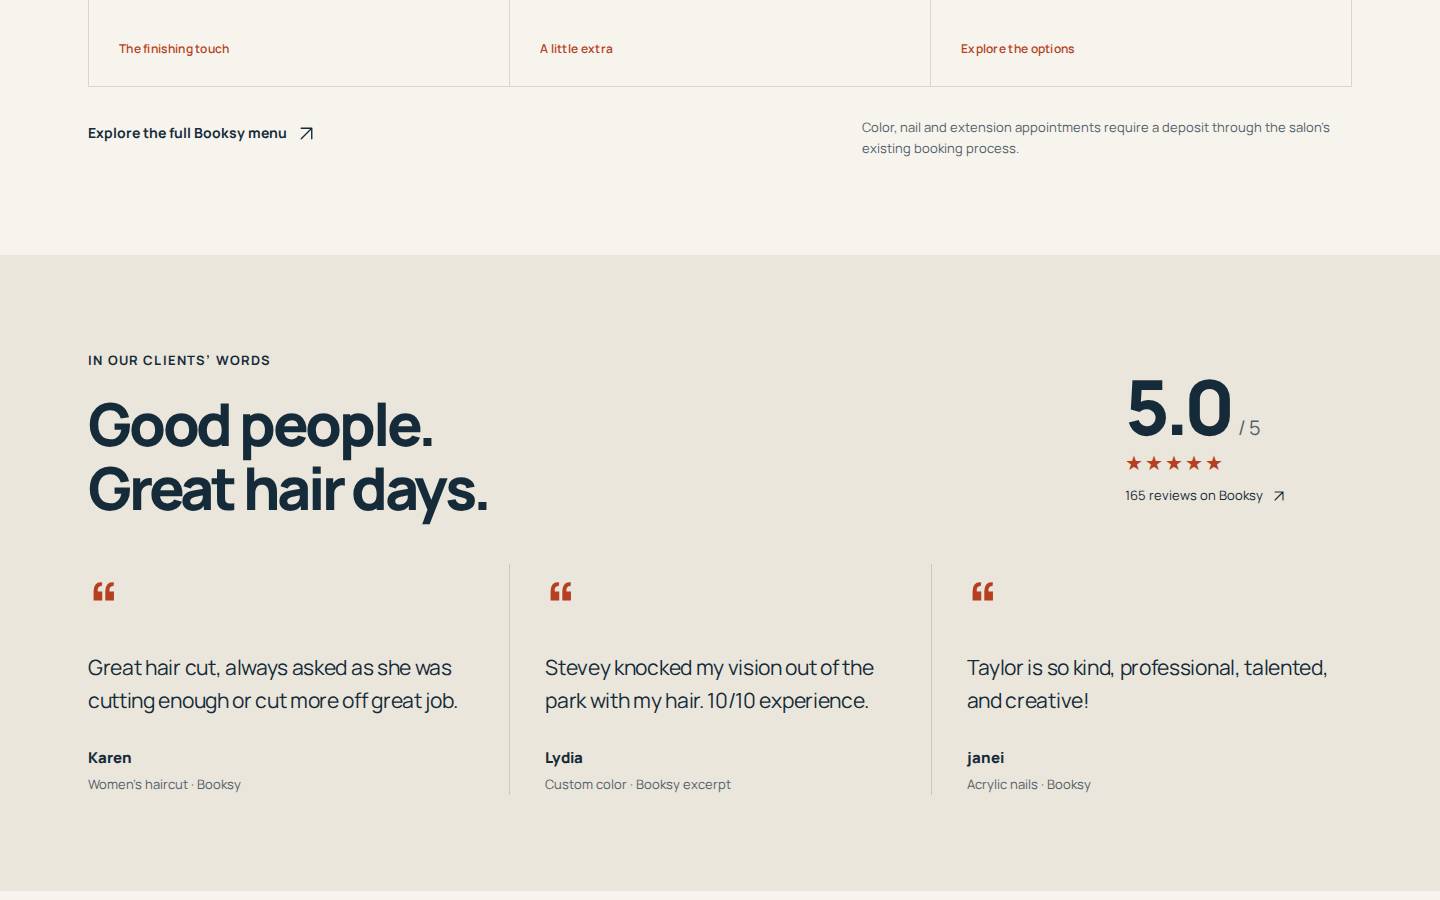 The finishing touch
A little extra
Explore the options
Explore the full Booksy menu
Color, nail and extension appointments require a deposit through the salon's
existing booking process.
IN OUR CLIENTS’ WORDS
Good people.
Great hair days.
5.0 / 5
★★★★★
165 reviews on Booksy
“
Great hair cut, always asked as she was
cutting enough or cut more off great job.
Karen
Women's haircut · Booksy
“
Stevey knocked my vision out of the
park with my hair. 10/10 experience.
Lydia
Custom color · Booksy excerpt
“
Taylor is so kind, professional, talented,
and creative!
janei
Acrylic nails · Booksy